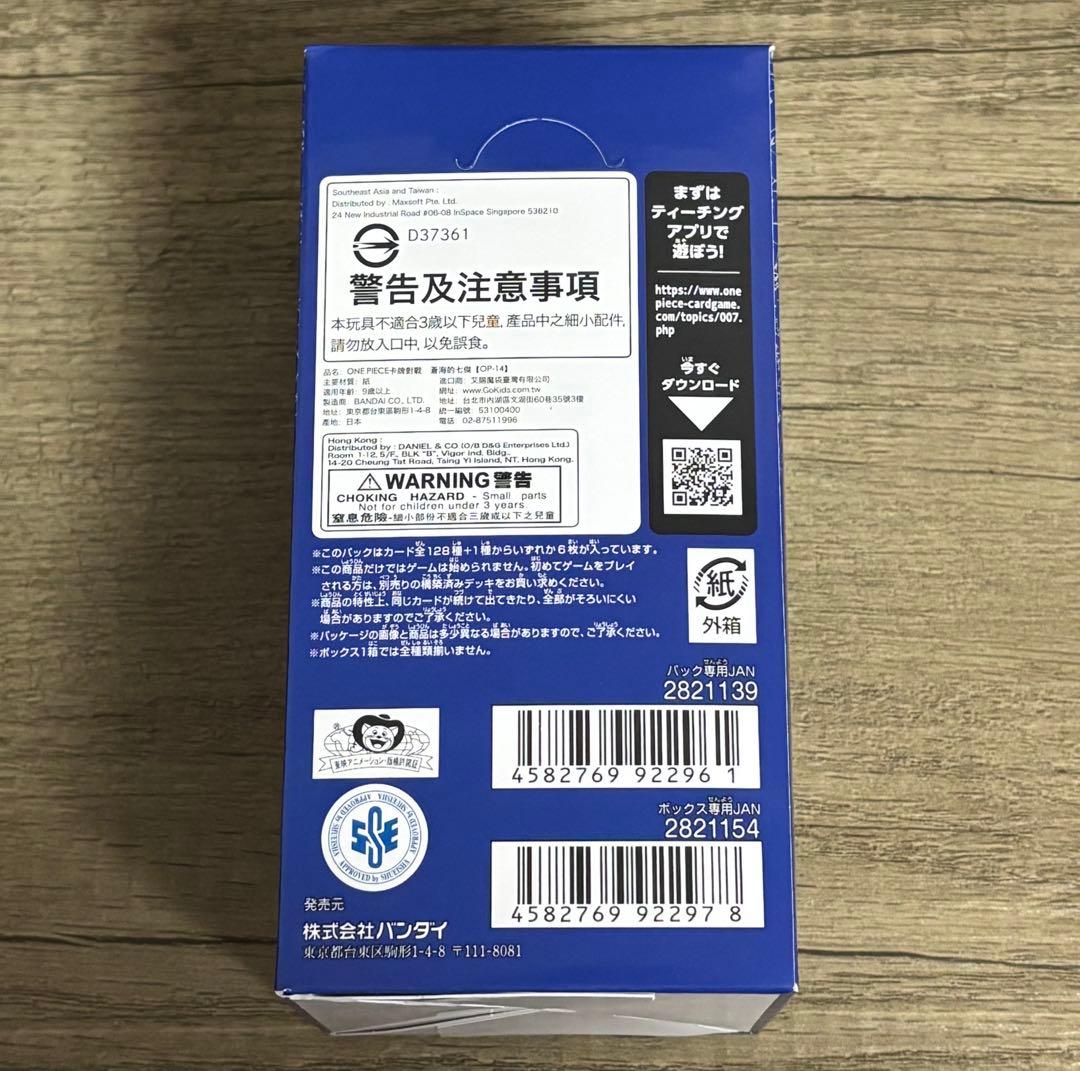 Southeast Asia and Taiwan :
Distributed by : Maxsoft Pte. Ltd.
24 New Industrial Road #06-08 InSpace Singapore 536210
D37361
警告及注意事項
本玩具不適合3歲以下兒童,產品中之細小配件,
請勿放入口中,以免誤食。
品名: ONE PIECE卡牌對戰 蒼海的七傑【OP-14】
主要材質: 紙 進口商: 艾賜魔袋臺灣有限公司
適用年齡: 9歲以上 網址: www.GoKids.com.tw
製造商: BANDAI CO., LTD. 地址: 台北市內湖區文湖街60巷35號3樓
地址: 東京都台東區駒形1-4-8 統一編號: 53100400
產地: 日本 電話: 02-87511996
Hong Kong :
Distributed by : DANIEL & CO. (O/B D&G Enterprises Ltd.)
Room 1-12, 5/F., BLK "B", Vigor Ind. Bldg.,
14-20 Cheung Tat Road, Tsing Yi Island, NT, Hong Kong.
WARNING 警告
CHOKING HAZARD - Small parts
Not for children under 3 years.
窒息危險-細小部份不適合三歲或以下之兒童
まずは
ティーチング
アプリで
遊ぼう!
https://www.one
piece-cardgame.
com/topics/007.
php
今すぐ
ダウンロード
※このパックはカード全128種+1種からいずれか6枚が入っています。
※この商品だけではゲームは始められません。初めてゲームをプレイ
される方は、別売りの構築済みデッキをお買い求めください。
※商品の特性上、同じカードが続けて出てきたり、全部がそろいにくい
場合がありますのでご了承ください。
※パッケージの画像と商品は多少異なる場合がありますので、ご了承ください。
※ボックス1箱では全種類揃いません。
紙
外箱
パック専用JAN
2821139
4582769 92296 1
ボックス専用JAN
2821154
4582769 92297 8
東映アニメーション・版権許諾証
APPROVED by SHUEISHA
発売元
株式会社バンダイ
東京都台東区駒形1-4-8 〒111-8081